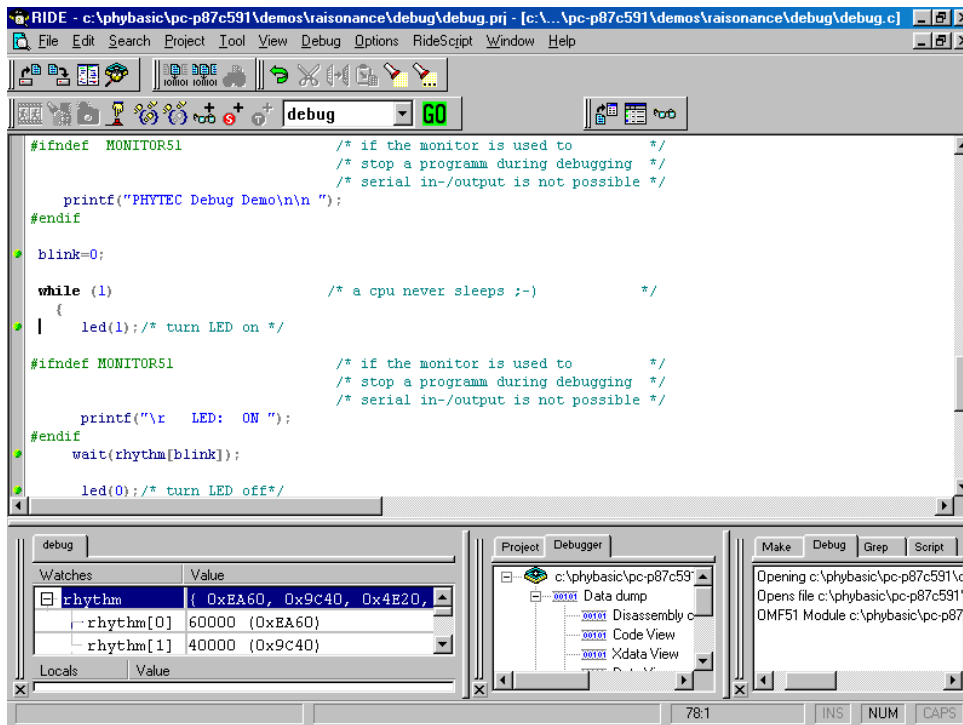 RIDE - c:\phybasic\pc-p87c591\demos\raisonance\debug\debug.prj - [c:\...\pc-p87c591\demos\raisonance\debug\debug.c]
File Edit Search Project Tool View Debug Options RideScript Window Help
debug GO
#ifndef MONITOR51 /* if the monitor is used to */
/* stop a programm during debugging */
/* serial in-/output is not possible */
printf("PHYTEC Debug Demo\n\n ");
#endif
blink=0;
while (1) /* a cpu never sleeps ;-) */
{
led(1);/* turn LED on */
#ifndef MONITOR51 /* if the monitor is used to */
/* stop a programm during debugging */
/* serial in-/output is not possible */
printf("\r LED: ON ");
#endif
wait(rhythm[blink]);
led(0);/* turn LED off*/
debug
Watches Value
rhythm { 0xEA60, 0x9C40, 0x4E20,
rhythm[0] 60000 (0xEA60)
rhythm[1] 40000 (0x9C40)
Locals Value
Project Debugger
c:\phybasic\pc-p87c59
Data dump
Disassembly c
Code View
Xdata View
Make Debug Grep Script
Opening c:\phybasic\pc-p87c591\
Opens file c:\phybasic\pc-p87c591
OMF51 Module c:\phybasic\pc-p87
78:1 INS NUM CAPS